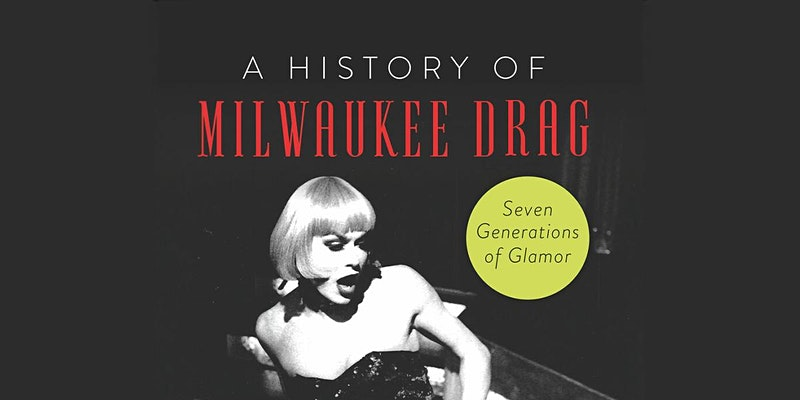 A HISTORY OF
MILWAUKEE DRAG
Seven
Generations
of Glamor